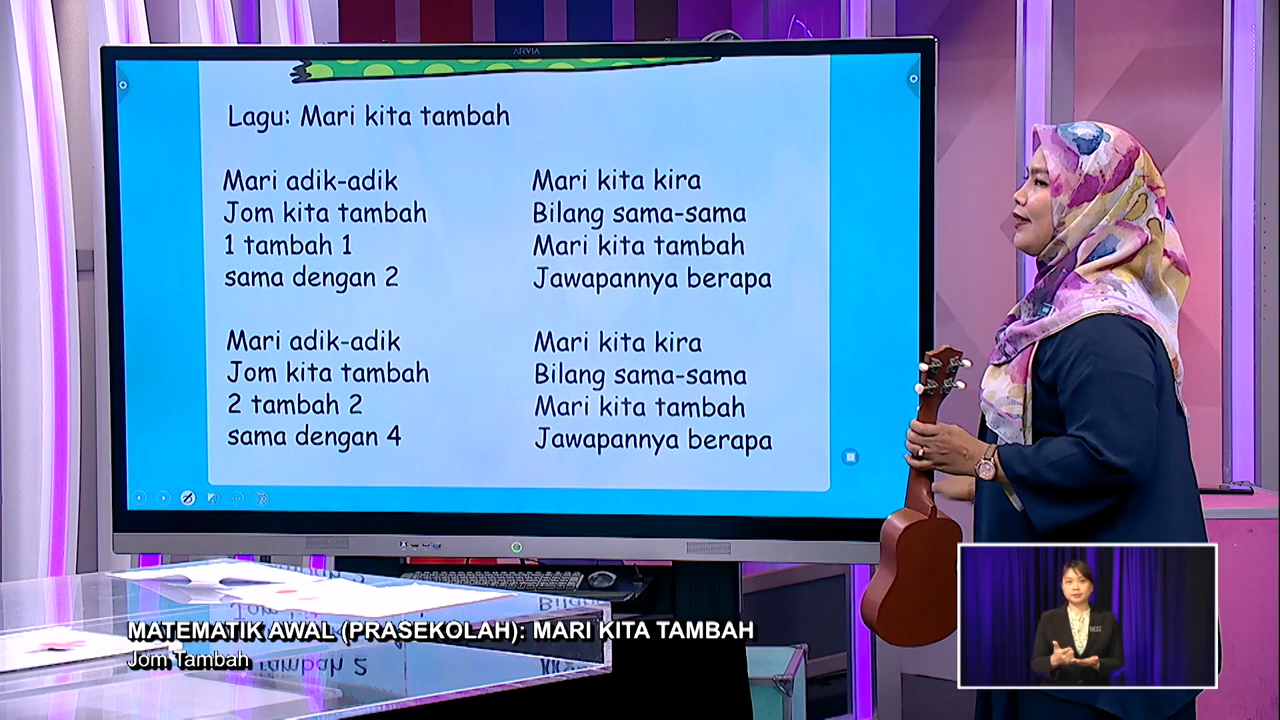 ARVIA
Lagu: Mari kita tambah
Mari adik-adik
Jom kita tambah
1 tambah 1
sama dengan 2
Mari adik-adik
Jom kita tambah
2 tambah 2
sama dengan 4
Mari kita kira
Bilang sama-sama
Mari kita tambah
Jawapannya berapa
Mari kita kira
Bilang sama-sama
Mari kita tambah
Jawapannya berapa
MATEMATIK AWAL (PRASEKOLAH): MARI KITA TAMBAH
Jom Tambah